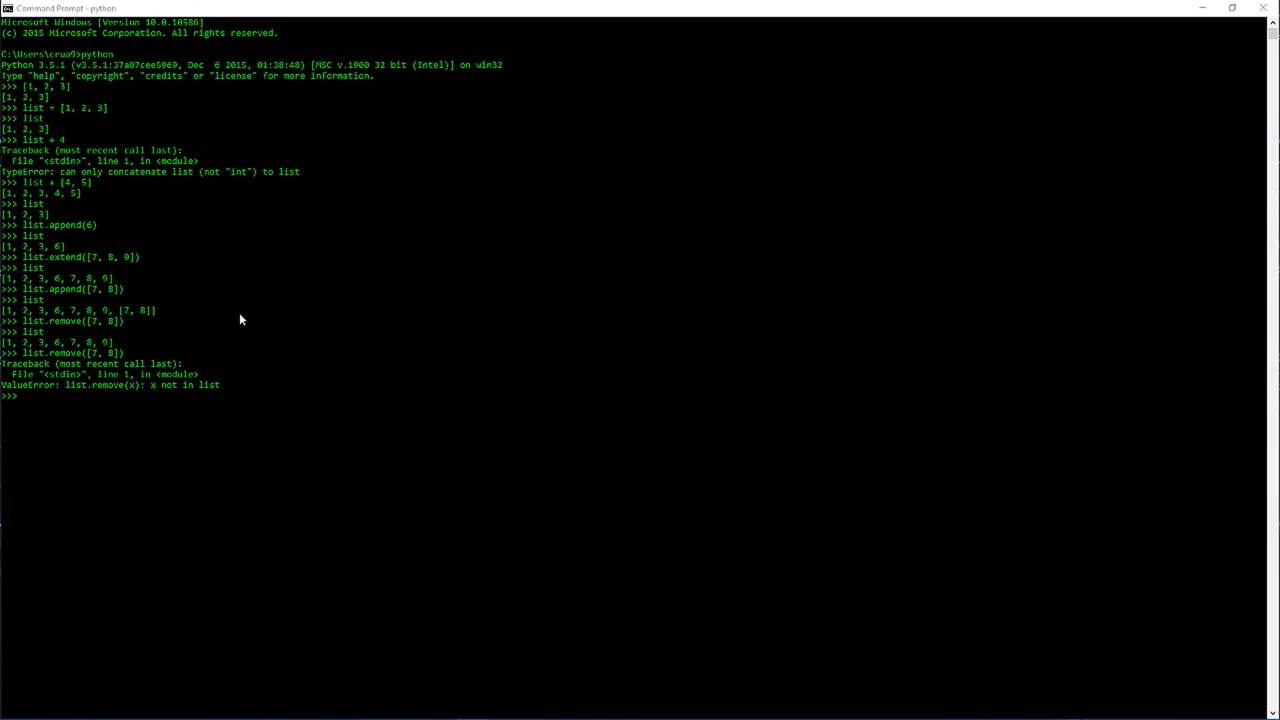 Command Prompt - python
Microsoft Windows [Version 10.0.10586]
(c) 2015 Microsoft Corporation. All rights reserved.
C:\Users\crua9>python
Python 3.5.1 (v3.5.1:37a07cee5969, Dec  6 2015, 01:38:48) [MSC v.1900 32 bit (Intel)] on win32
Type "help", "copyright", "credits" or "license" for more information.
>>> [1, 2, 3]
[1, 2, 3]
>>> list = [1, 2, 3]
>>> list
[1, 2, 3]
>>> list + 4
Traceback (most recent call last):
  File "<stdin>", line 1, in <module>
TypeError: can only concatenate list (not "int") to list
>>> list + [4, 5]
[1, 2, 3, 4, 5]
>>> list
[1, 2, 3]
>>> list.append(6)
>>> list
[1, 2, 3, 6]
>>> list.extend([7, 8, 9])
>>> list
[1, 2, 3, 6, 7, 8, 9]
>>> list.append([7, 8])
>>> list
[1, 2, 3, 6, 7, 8, 9, [7, 8]]
>>> list.remove([7, 8])
>>> list
[1, 2, 3, 6, 7, 8, 9]
>>> list.remove([7, 8])
Traceback (most recent call last):
  File "<stdin>", line 1, in <module>
ValueError: list.remove(x): x not in list
>>>